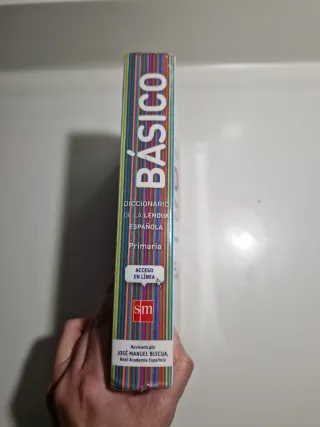 BÁSICO
DICCIONARIO
DE LA LENGUA
ESPAÑOLA
Primaria
ACCESO
EN LÍNEA
sm
Revisado por
JOSÉ MANUEL BLECUA,
Real Academia Española